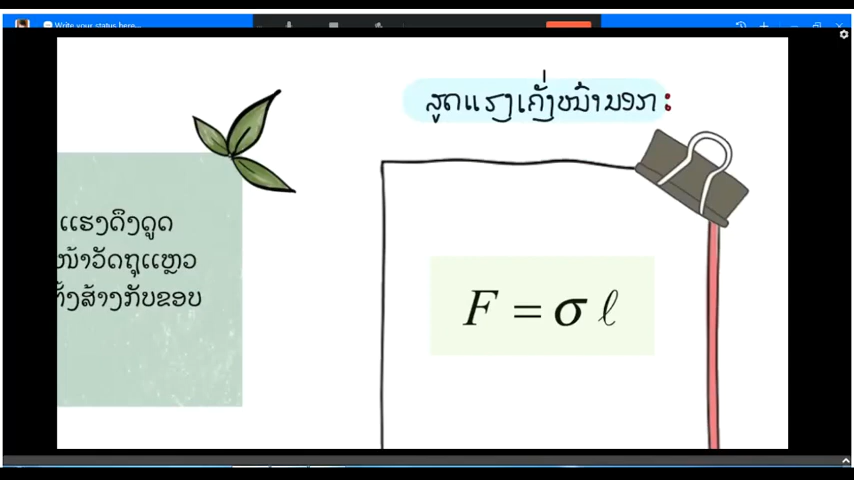 Write your status here...
ສູດແຮງເຄັ່ງໜ້ານອກ:
ແຮງດຶງດູດ
ໜ້າວັດຖຸແຫຼວ
ທັ້ງສ້າງກັບຂອບ
F = σ ℓ